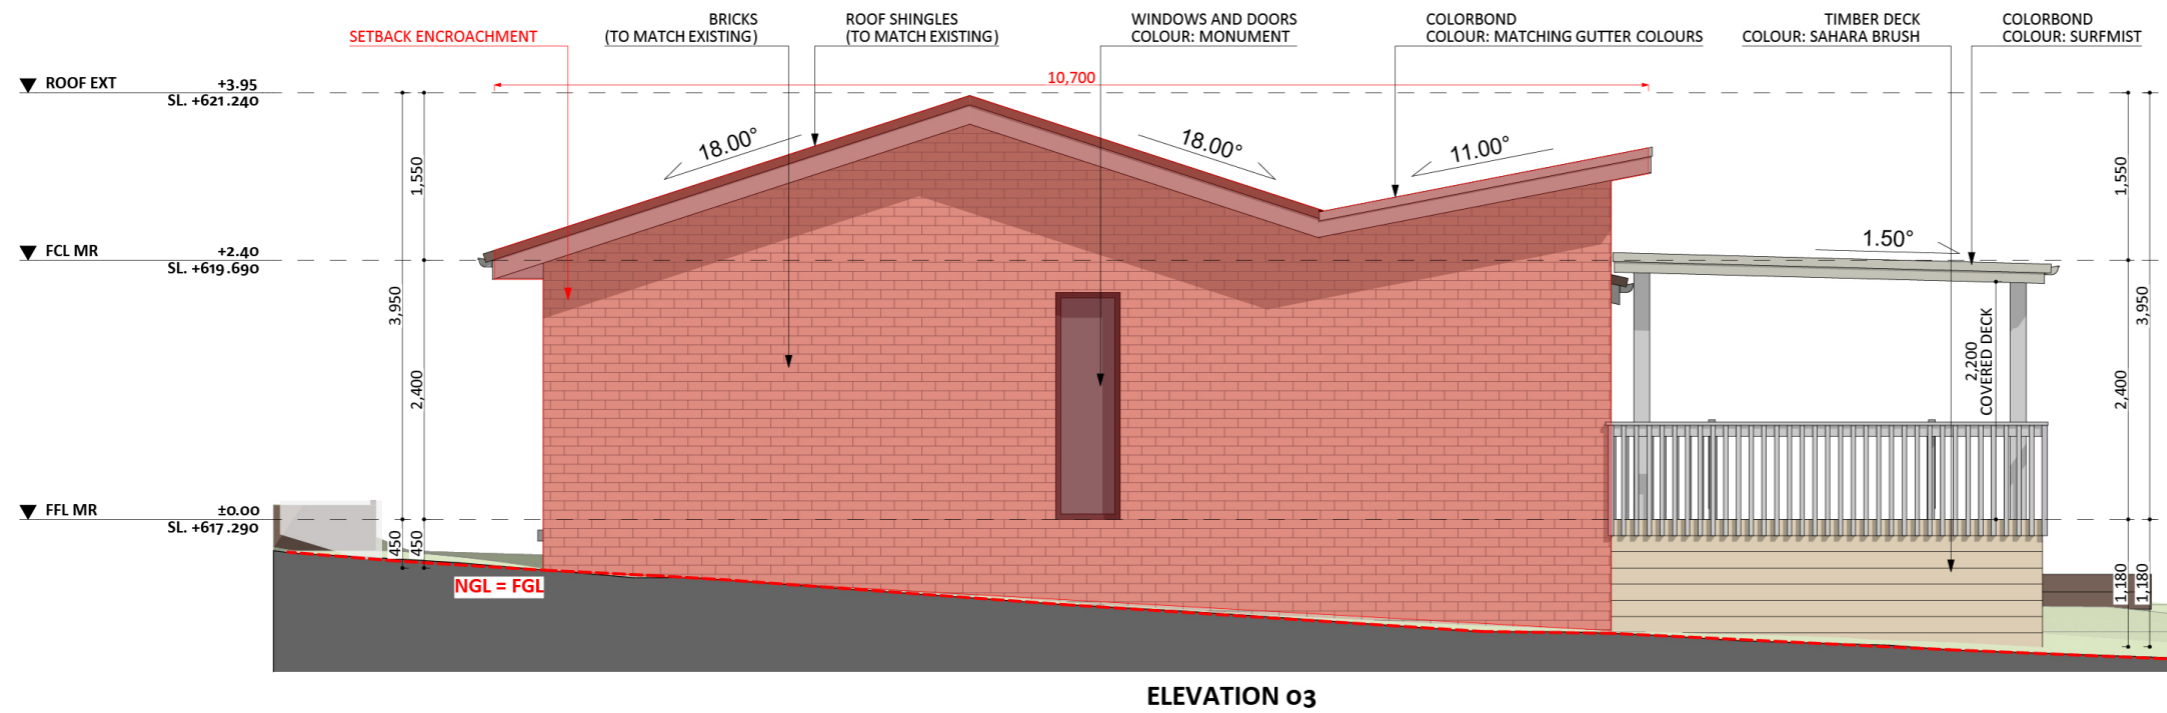 BRICKS
(TO MATCH EXISTING)
ROOF SHINGLES
(TO MATCH EXISTING)
WINDOWS AND DOORS
COLOUR: MONUMENT
COLORBOND
COLOUR: MATCHING GUTTER COLOURS
TIMBER DECK
COLOUR: SAHARA BRUSH
COLORBOND
COLOUR: SURFMIST
SETBACK ENCROACHMENT
ROOF EXT
+3.95
SL. +621.240
10,700
18.00°
18.00°
11.00°
1,550
1,550
FCL MR
+2.40
SL. +619.690
1.50°
3,950
2,400
2,200
COVERED DECK
2,400
3,950
FFL MR
±0.00
SL. +617.290
450
450
NGL = FGL
1,180
1,180
ELEVATION 03